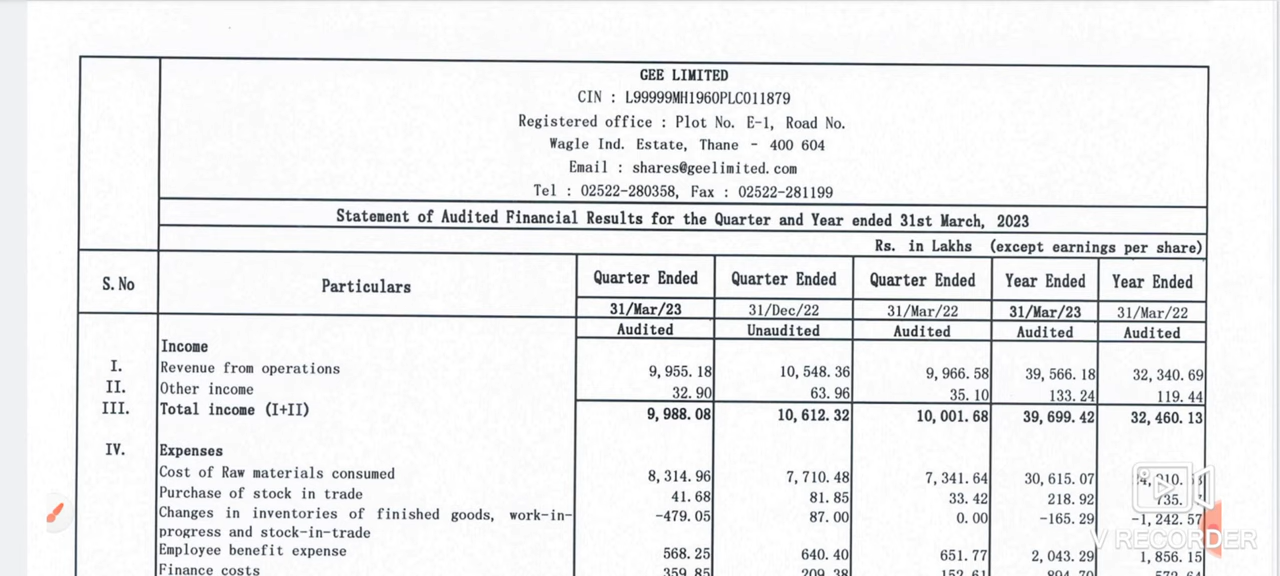 GEE LIMITED
CIN : L99999MH1960PLC011879
Registered office : Plot No. E-1, Road No.
Wagle Ind. Estate, Thane - 400 604
Email : shares@geelimited.com
Tel : 02522-280358, Fax : 02522-281199
Statement of Audited Financial Results for the Quarter and Year ended 31st March, 2023
Rs. in Lakhs (except earnings per share)
S.No Particulars Quarter Ended Quarter Ended Quarter Ended Year Ended Year Ended
31/Mar/23 31/Dec/22 31/Mar/22 31/Mar/23 31/Mar/22
Audited Unaudited Audited Audited Audited
Income
I. Revenue from operations 9,955.18 10,548.36 9,966.58 39,566.18 32,340.69
II. Other income 32.90 63.96 35.10 133.24 119.44
III. Total income (I+II) 9,988.08 10,612.32 10,001.68 39,699.42 32,460.13
IV. Expenses
Cost of Raw materials consumed 8,314.96 7,710.48 7,341.64 30,615.07
Purchase of stock in trade 41.68 81.85 33.42 218.92
Changes in inventories of finished goods, work-in- -479.05 87.00 0.00 -165.29 -1,242.57
progress and stock-in-trade
Employee benefit expense 568.25 640.40 651.77 2,043.29 1,856.15
Finance costs 359.85 209.38 152.61
V RECORDER